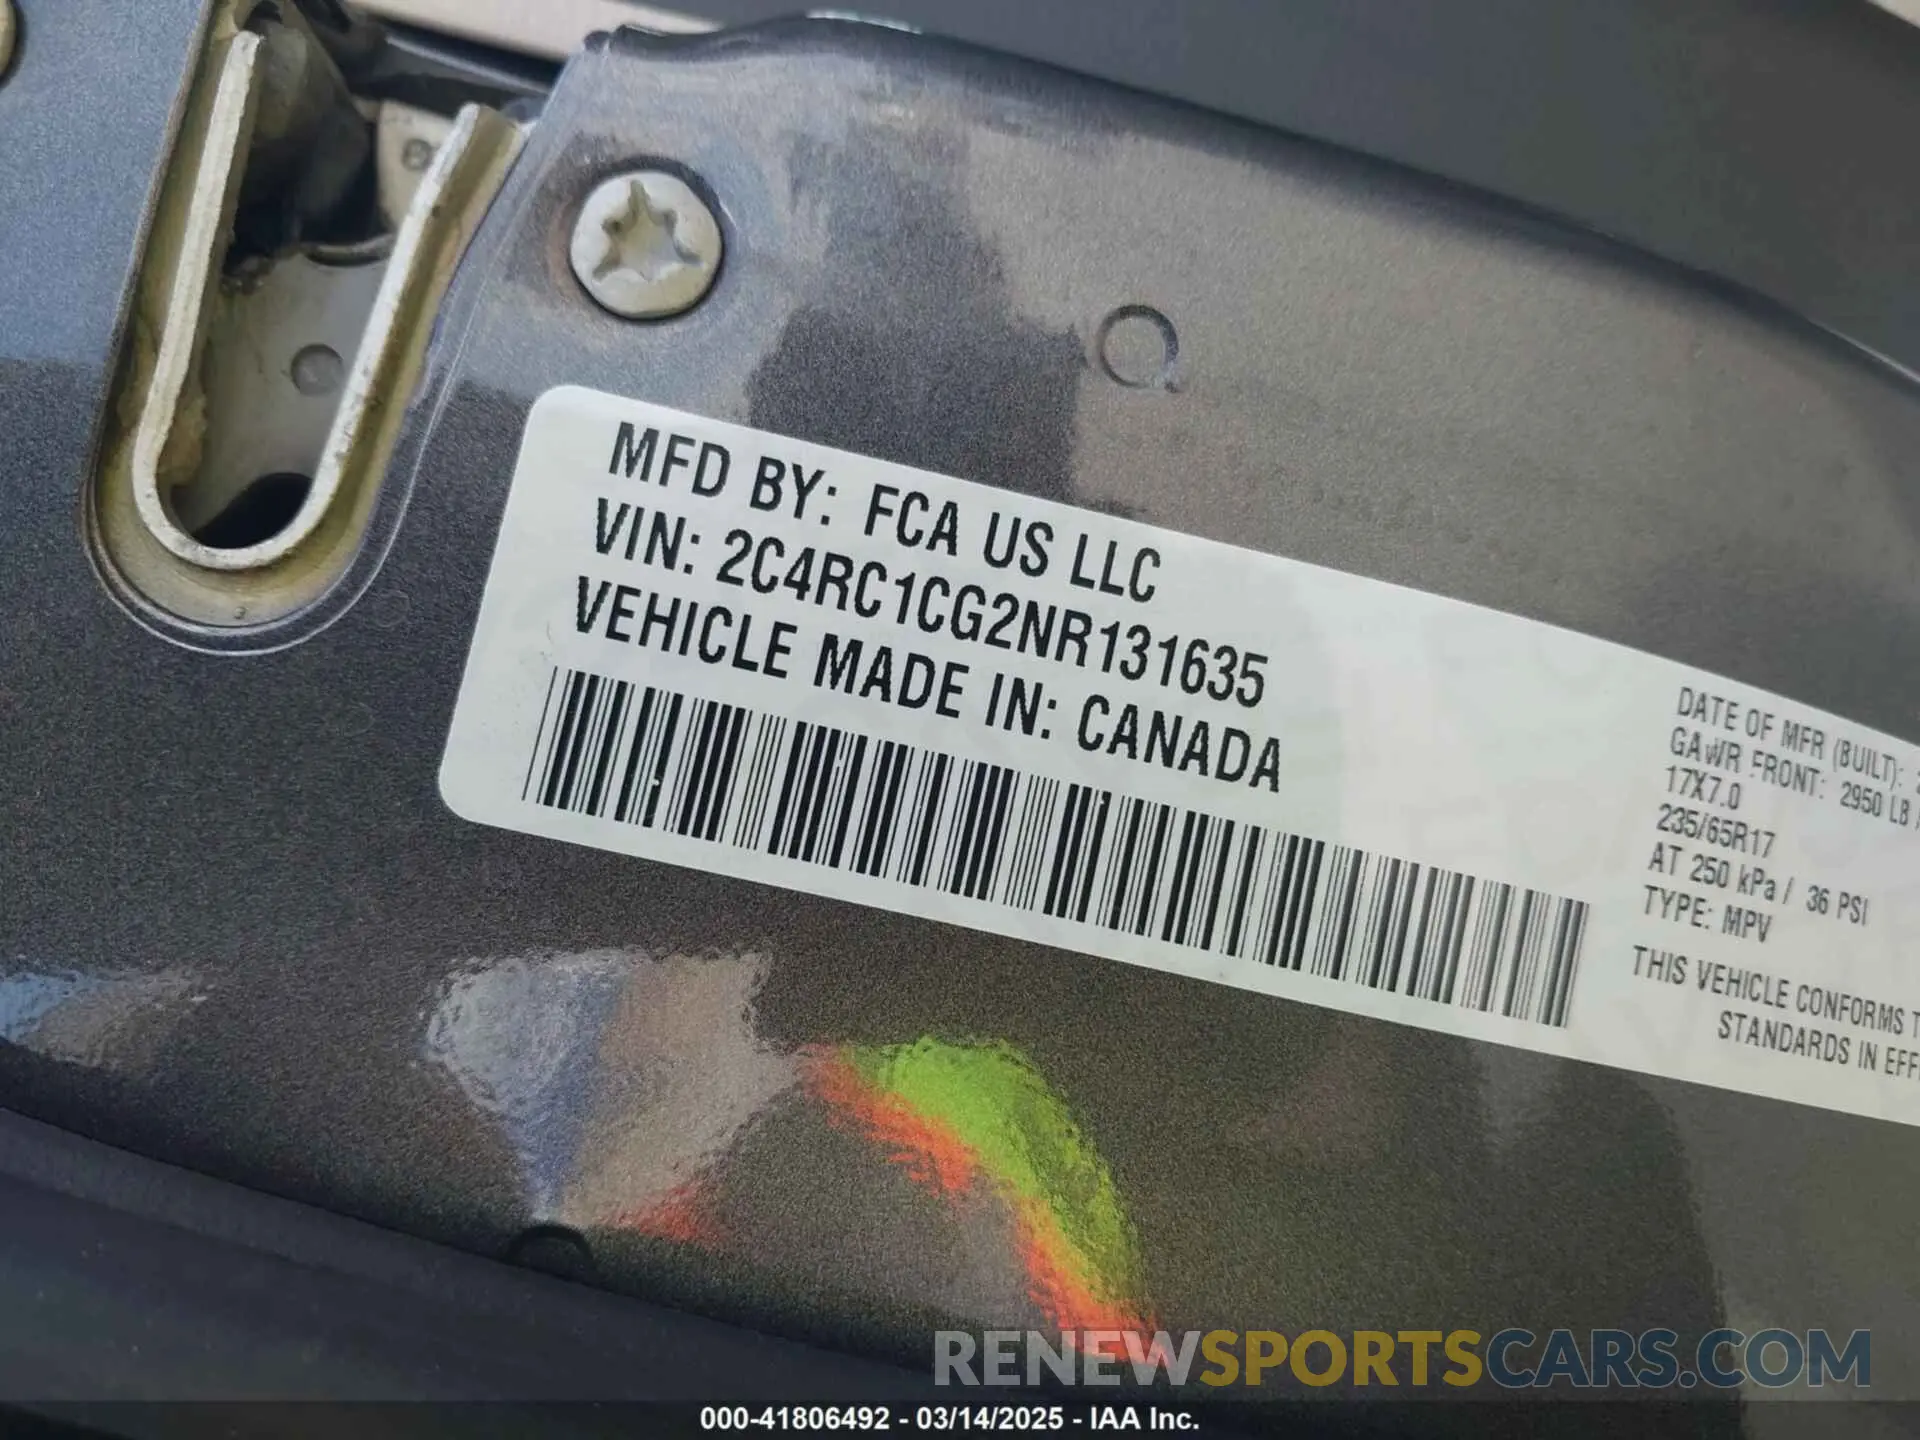 MFD BY: FCA US LLC
VIN: 2C4RC1CG2NR131635
VEHICLE MADE IN: CANADA
DATE OF MFR (BUILT):
GAWR FRONT: 2950 LB
17X7.0
235/65R17
AT 250 kPa / 36 PSI
TYPE: MPV
THIS VEHICLE CONFORMS
STANDARDS IN
RENEWSPORTSCARS.COM
000-41806492 - 03/14/2025 - IAA Inc.